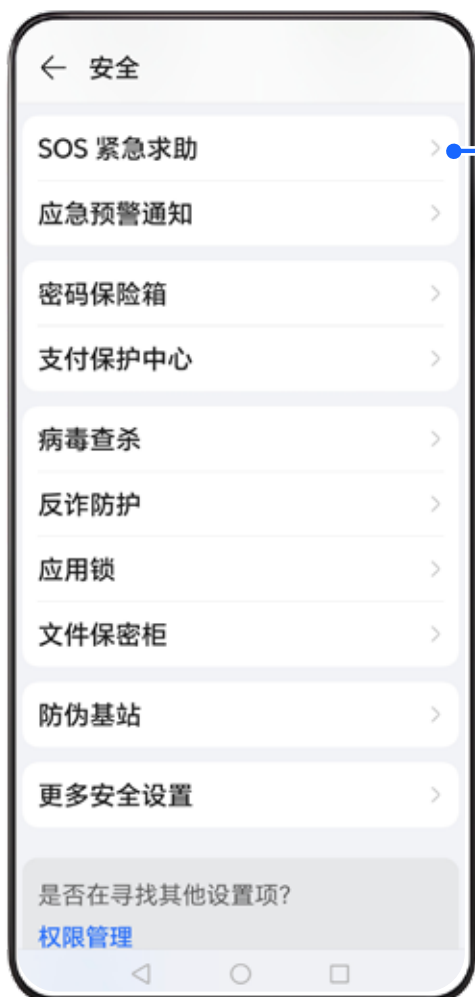 安全
SOS 紧急求助
应急预警通知
密码保险箱
支付保护中心
病毒查杀
反诈防护
应用锁
文件保密柜
防伪基站
更多安全设置
是否在寻找其他设置项?
权限管理